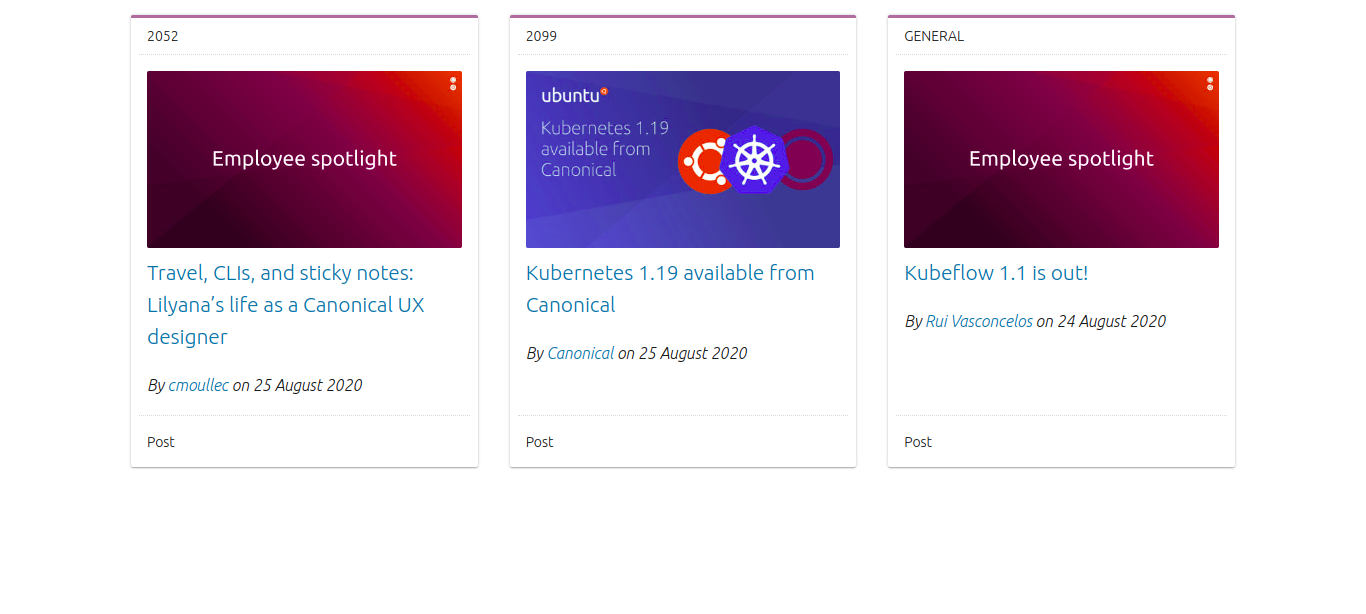 2052
Employee spotlight
Travel, CLIs, and sticky notes:
Lilyana’s life as a Canonical UX
designer
By cmoullec on 25 August 2020
Post
2099
ubuntu
Kubernetes 1.19
available from
Canonical
Kubernetes 1.19 available from
Canonical
By Canonical on 25 August 2020
Post
GENERAL
Employee spotlight
Kubeflow 1.1 is out!
By Rui Vasconcelos on 24 August 2020
Post